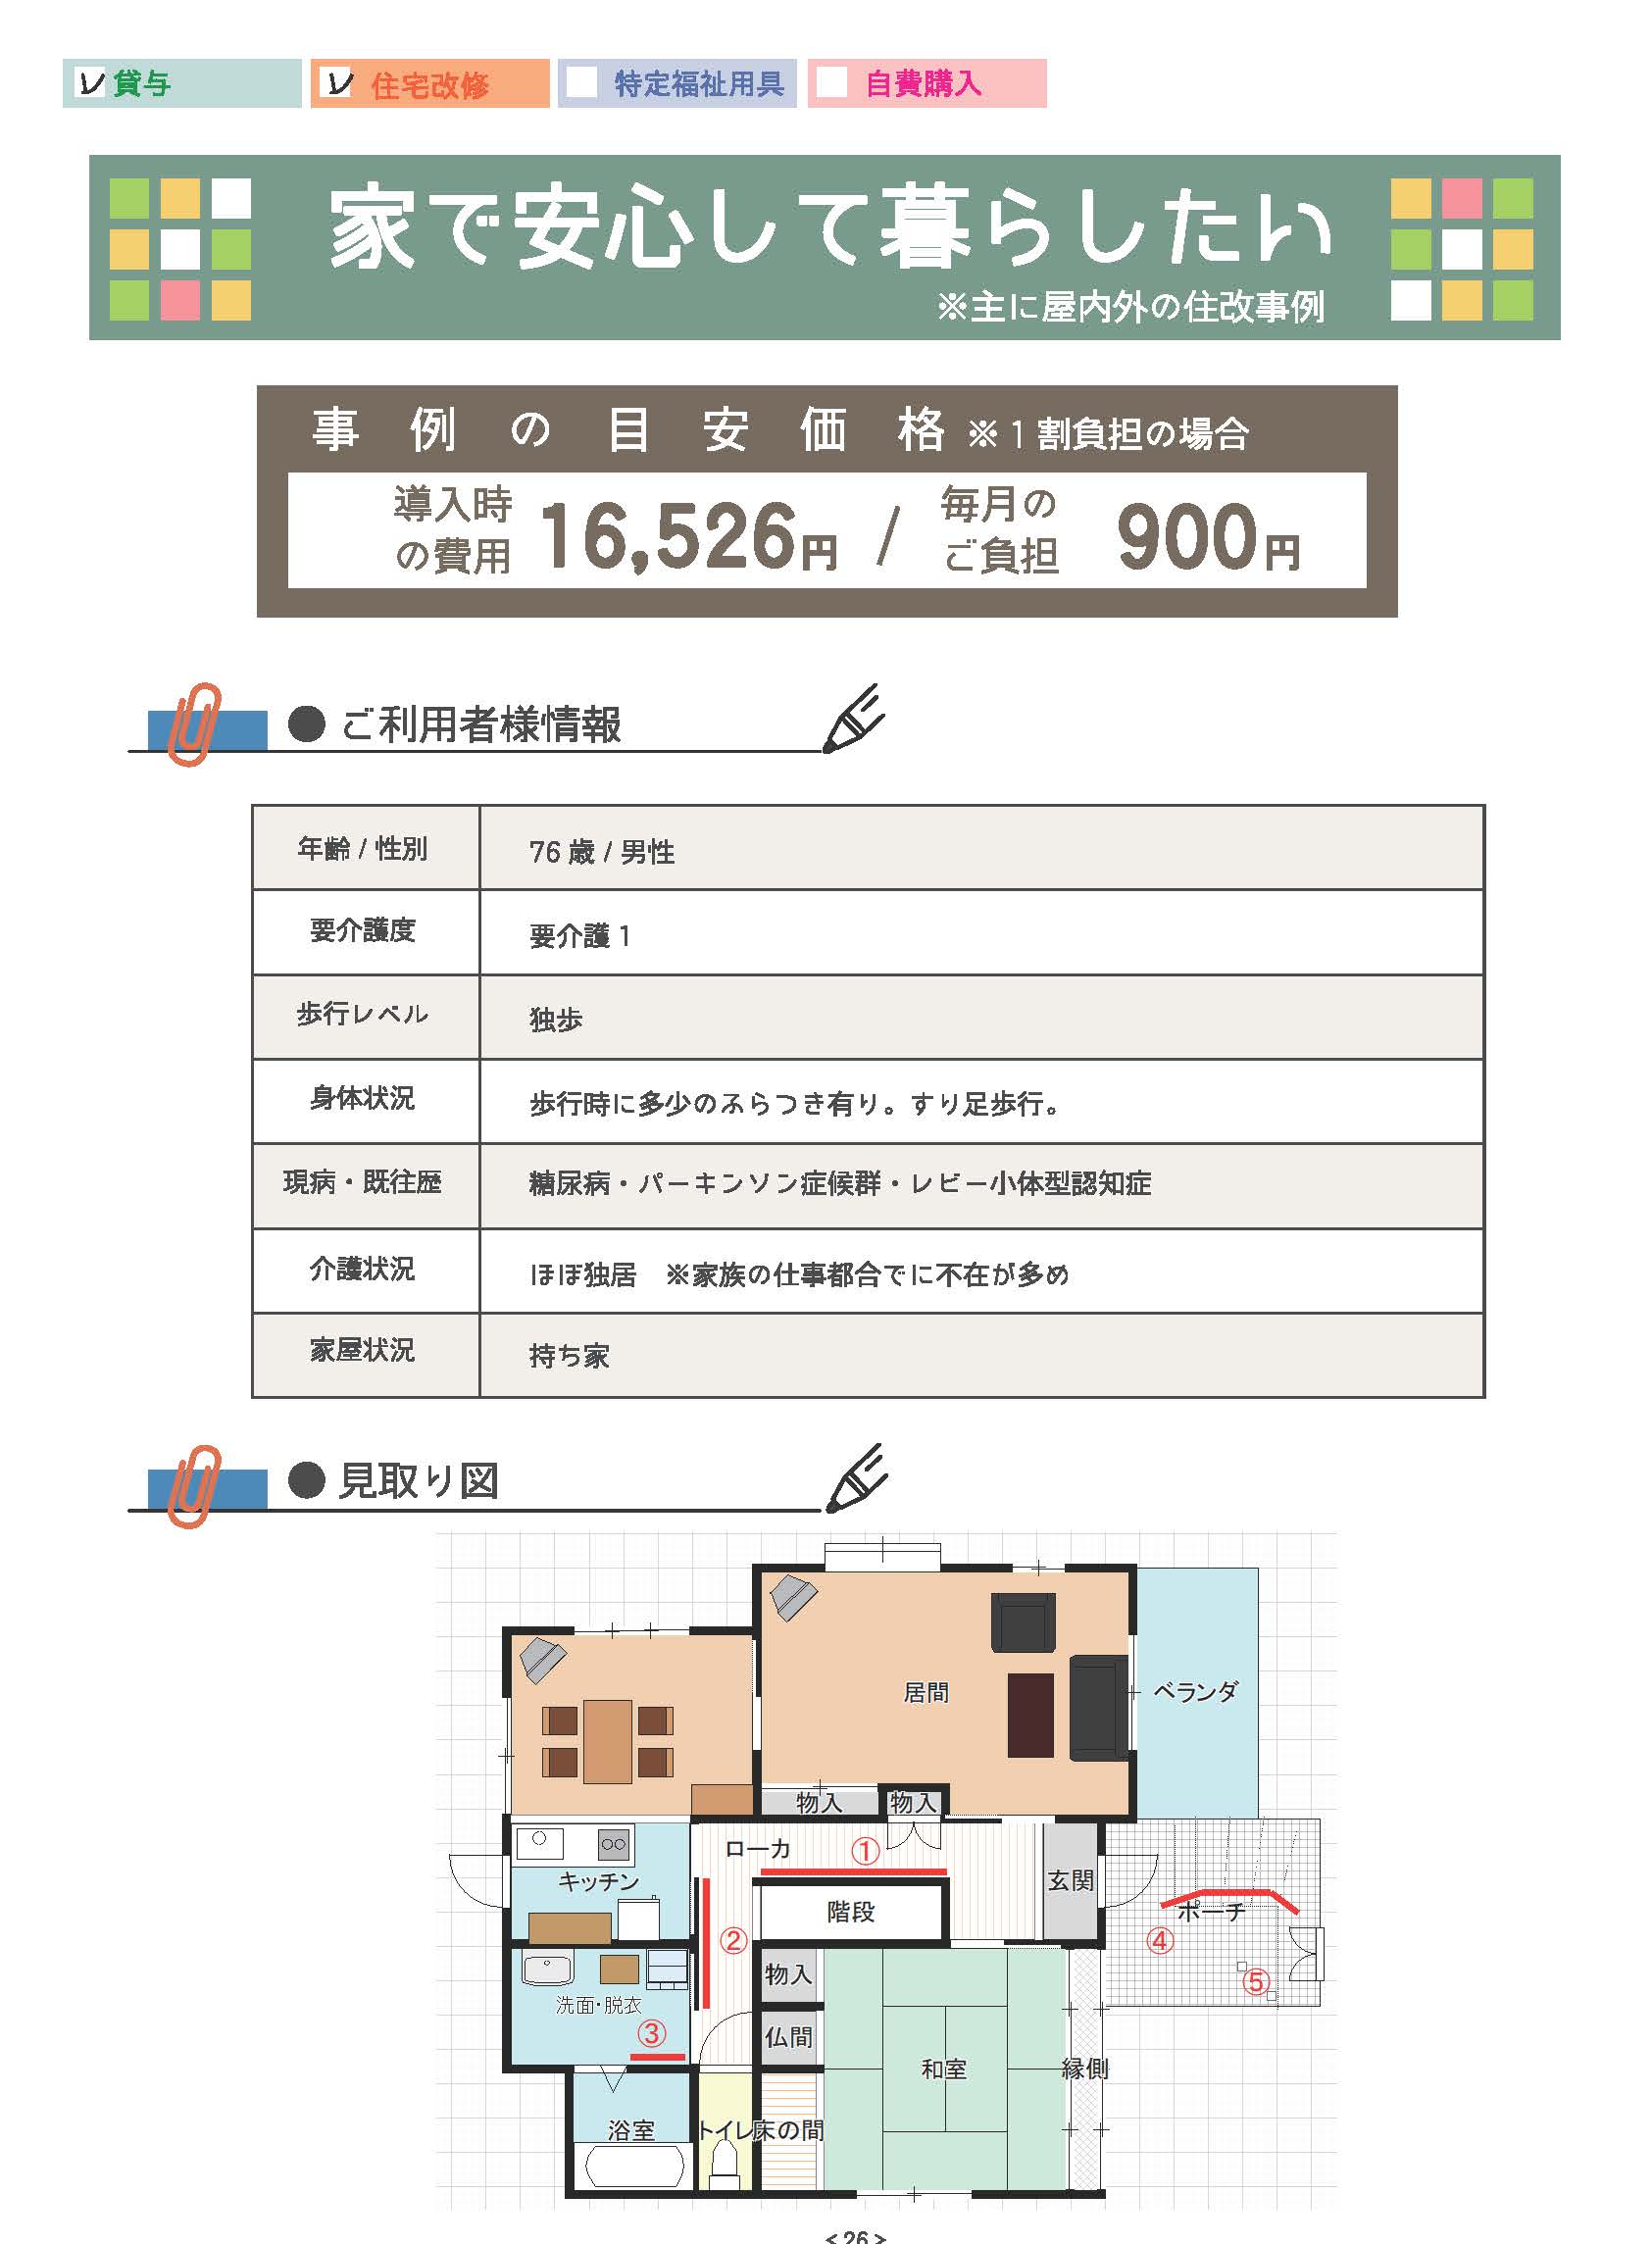 貸与 住宅改修 特定福祉用具 自費購入
家で安心して暮らしたい
※主に屋内外の住改事例
事例の目安価格 ※1割負担の場合
導入時の費用 16,526円 / 毎月のご負担 900円
● ご利用者様情報
年齢 / 性別 76 歳 / 男性
要介護度 要介護 1
歩行レベル 独歩
身体状況 歩行時に多少のふらつき有り。すり足歩行。
現病・既往歴 糖尿病・パーキンソン症候群・レビー小体型認知症
介護状況 ほぼ独居 ※家族の仕事都合でに不在が多め
家屋状況 持ち家
● 見取り図
居間
ベランダ
物入 物入
ローカ ①
キッチン
玄関
階段
ポーチ
②
④
物入
⑤
洗面・脱衣
③
仏間
和室
縁側
浴室
トイレ
床の間
<26>